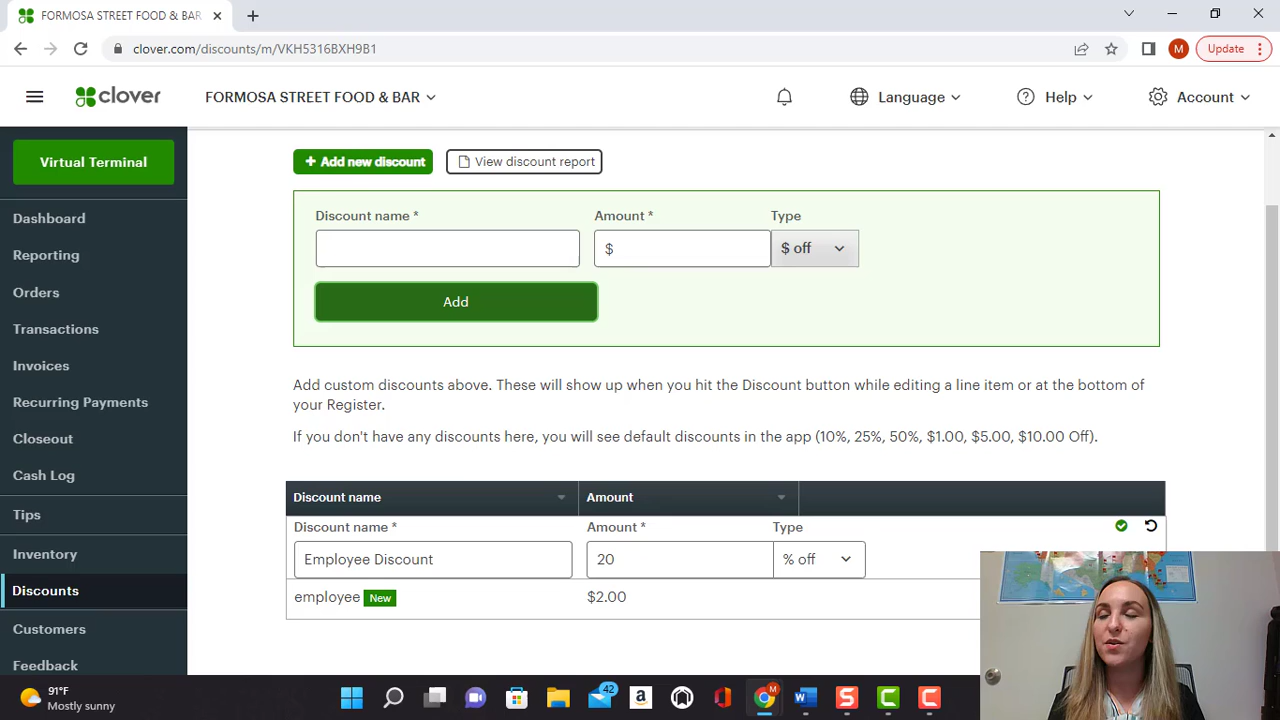 FORMOSA STREET FOOD & BAR
clover.com/discounts/m/VKH5316BXH9B1
M
Update
clover
FORMOSA STREET FOOD & BAR
Language
Help
Account
Virtual Terminal
Dashboard
Reporting
Orders
Transactions
Invoices
Recurring Payments
Closeout
Cash Log
Tips
Inventory
Discounts
Customers
Feedback
+ Add new discount
View discount report
Discount name *
Amount *
Type
$
$ off
Add
Add custom discounts above. These will show up when you hit the Discount button while editing a line item or at the bottom of
your Register.
If you don't have any discounts here, you will see default discounts in the app (10%, 25%, 50%, $1.00, $5.00, $10.00 Off).
Discount name
Amount
Discount name *
Amount *
Type
Employee Discount
20
% off
employee New
$2.00
91°F
Mostly sunny
42
a
M
W
S
C
C